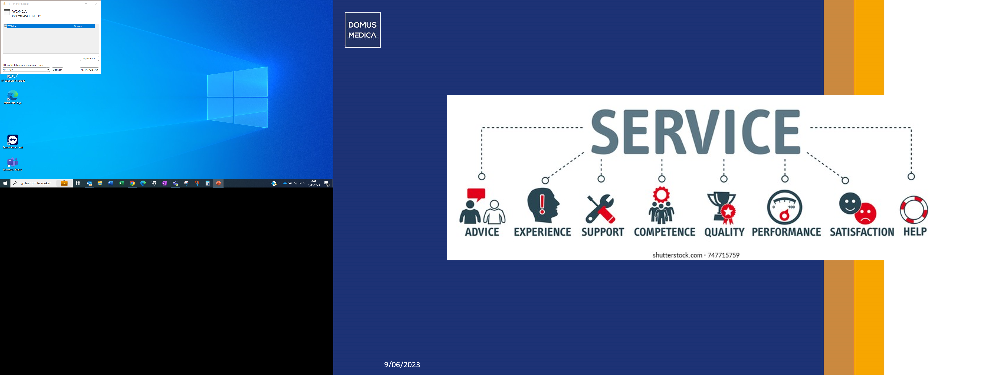 1 Herinnering(en)
WONCA
0:00 zaterdag 10 juni 2023
WONCA 16 uren
Verwijderen
Klik op Uitstellen voor herinnering over:
0,5 dagen Uitstellen Alles verwijderen
HP Support Assistant
Microsoft Edge
TeamViewer Host
Microsoft Teams
Typ hier om te zoeken
NLD
8:41
9/06/2023
3
DOMUS
MEDICA
SERVICE
0 100
ADVICE EXPERIENCE SUPPORT COMPETENCE QUALITY PERFORMANCE SATISFACTION HELP
shutterstock.com · 747715759
9/06/2023